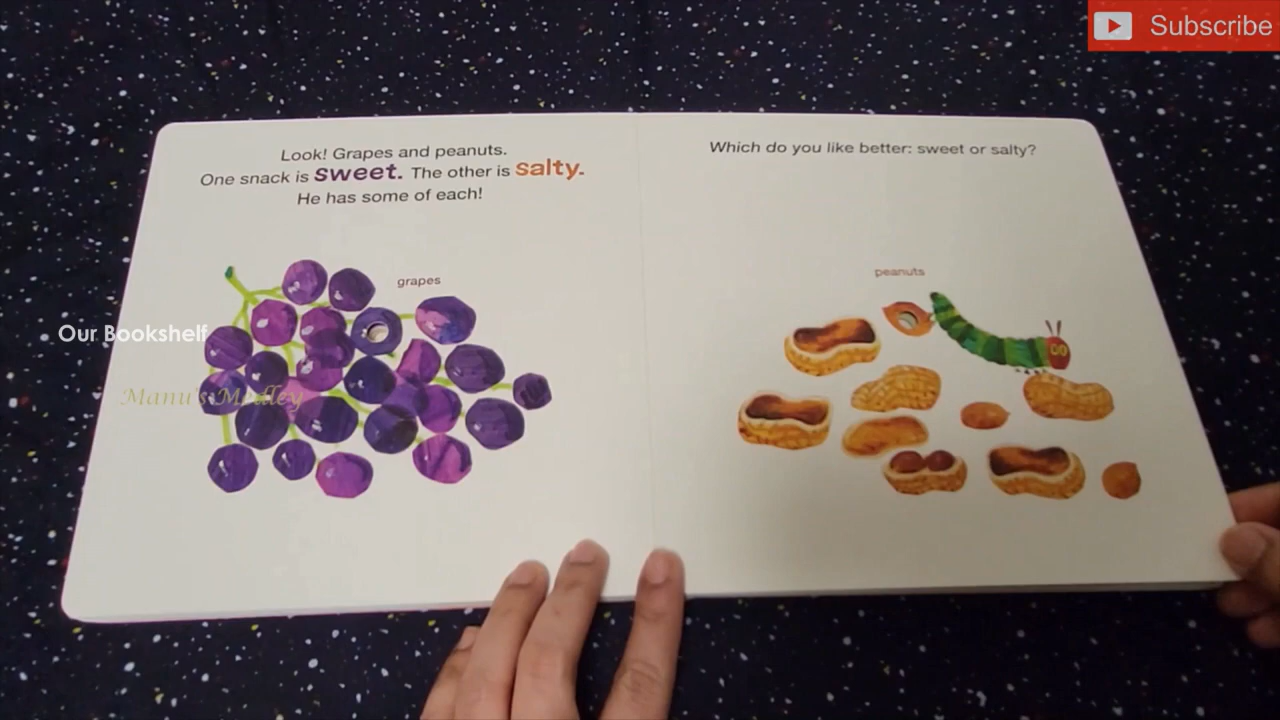 Subscribe
Look! Grapes and peanuts.
One snack is sweet. The other is salty.
He has some of each!
grapes
Which do you like better: sweet or salty?
peanuts
Our Bookshelf
Manu's Medley